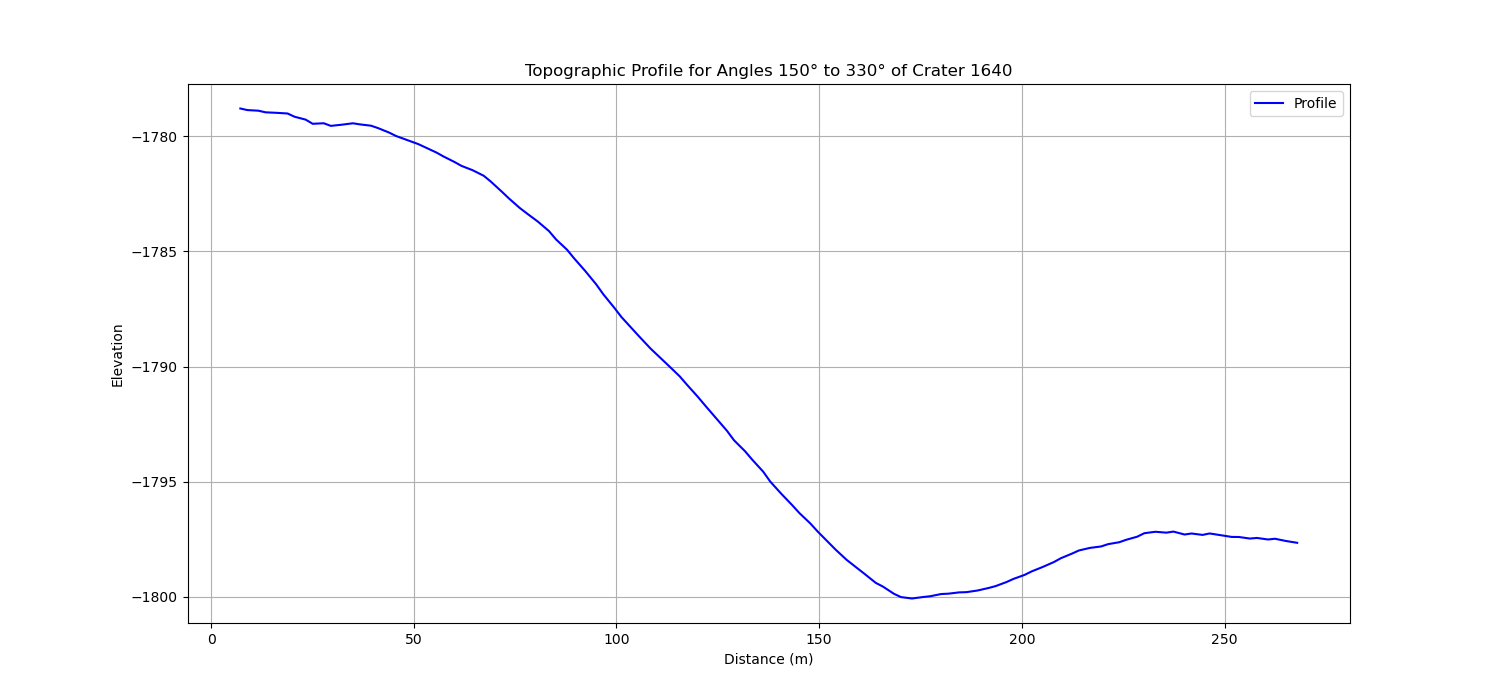 Topographic Profile for Angles 150° to 330° of Crater 1640
Profile
Elevation
−1780
−1785
−1790
−1795
−1800
0 50 100 150 200 250
Distance (m)